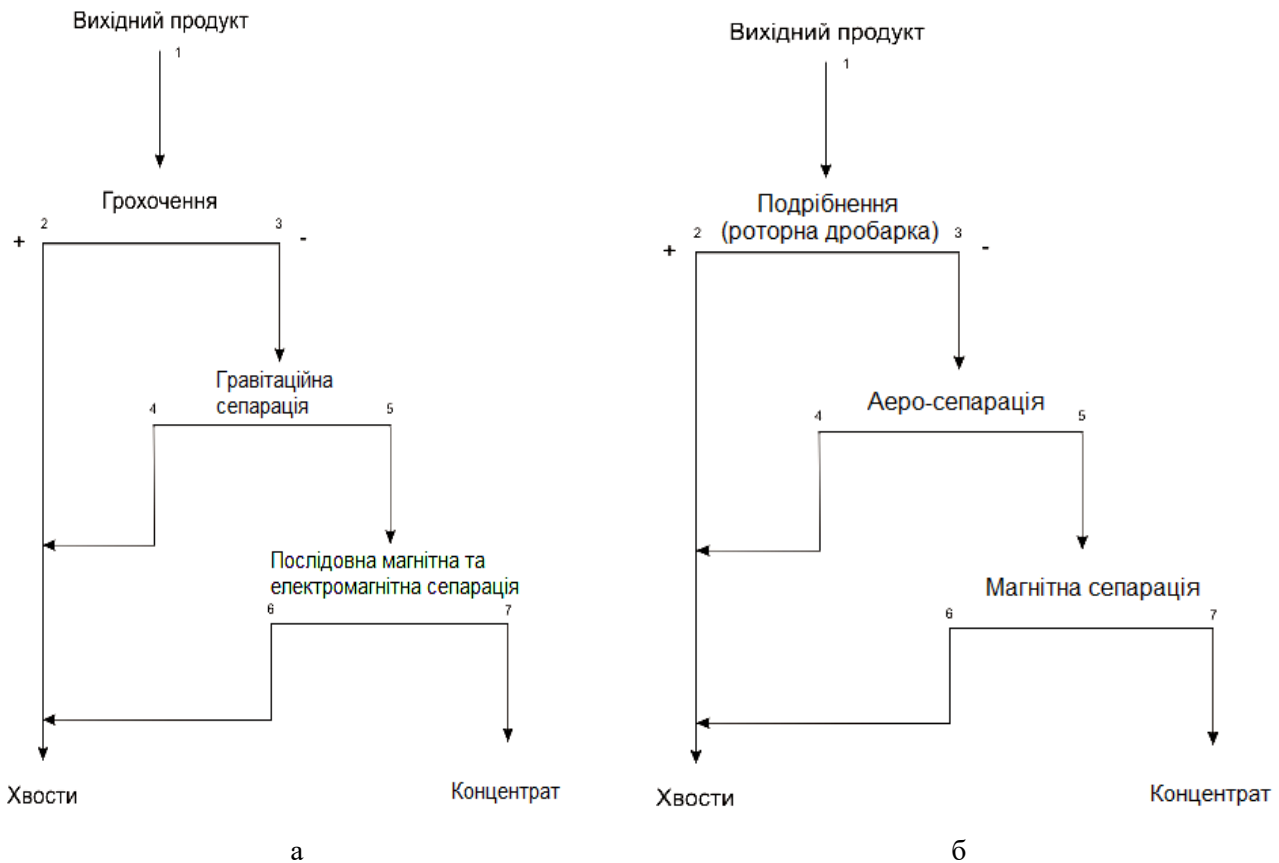 Вихідний продукт
1
Грохочення
2
3
+
-
Гравітаційна
сепарація
4
5
Послідовна магнітна та
електромагнітна сепарація
6
7
Хвости
Концентрат
а
Вихідний продукт
1
Подрібнення
(роторна дробарка)
2
3
+
-
Аеро-сепарація
4
5
Магнітна сепарація
6
7
Хвости
Концентрат
б